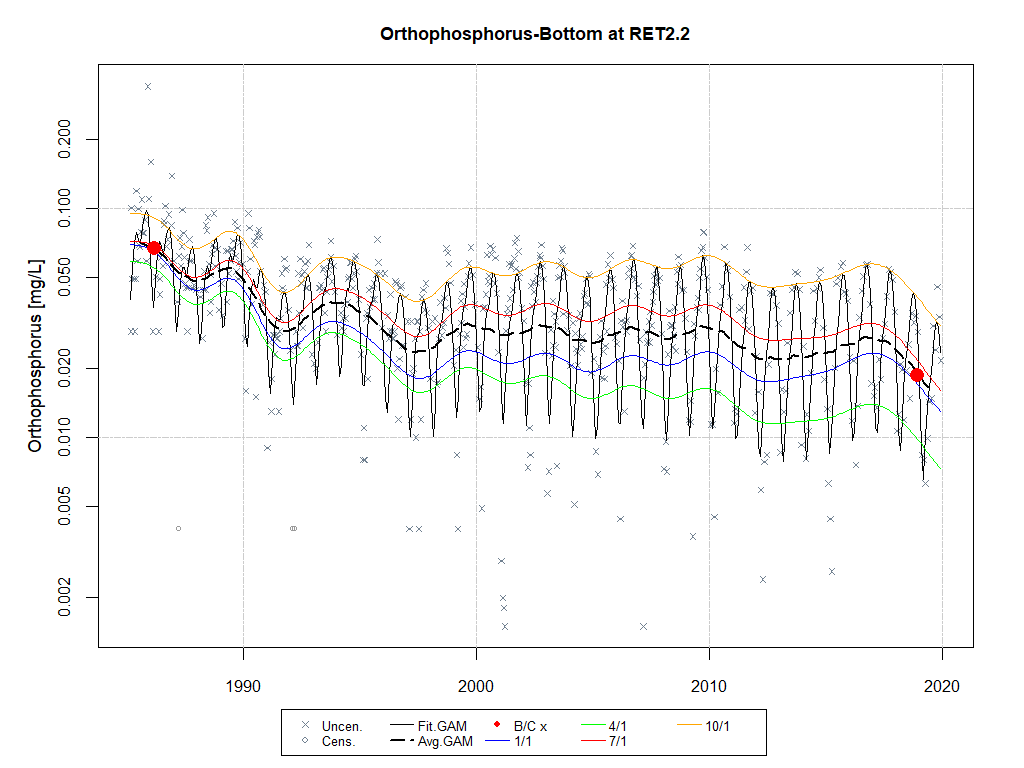 Orthophosphorus-Bottom at RET2.2
Orthophosphorus [mg/L]
0.200
0.100
0.050
0.020
0.010
0.005
0.002
1990 2000 2010 2020
Uncen. Fit.GAM B/C x 4/1 10/1
Cens. Avg.GAM 1/1 7/1